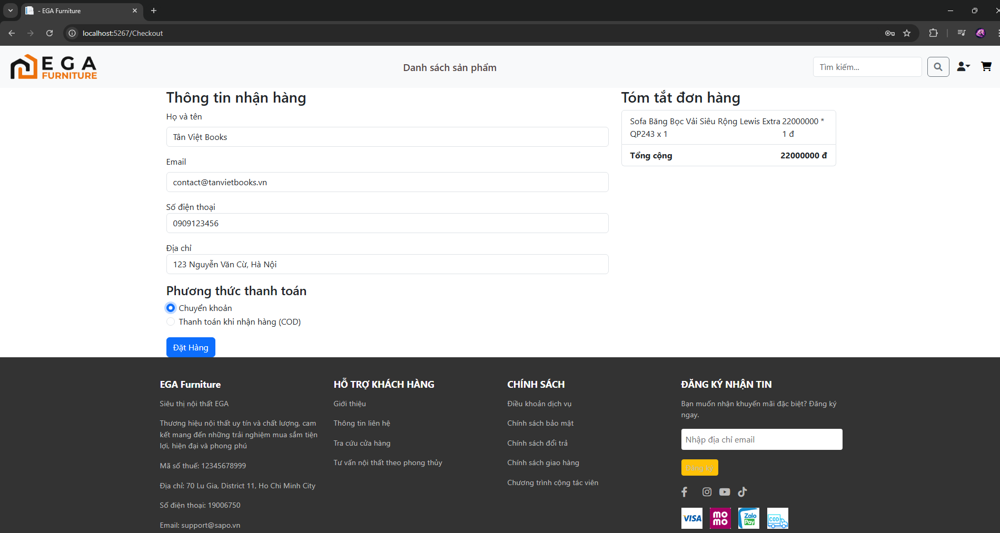 - EGA Furniture
localhost:5267/Checkout
EGA
FURNITURE
Danh sách sản phẩm
Tìm kiếm...
Thông tin nhận hàng
Họ và tên
Tân Việt Books
Email
contact@tanvietbooks.vn
Số điện thoại
0909123456
Địa chỉ
123 Nguyễn Văn Cừ, Hà Nội
Phương thức thanh toán
Chuyển khoản
Thanh toán khi nhận hàng (COD)
Đặt Hàng
Tóm tắt đơn hàng
Sofa Băng Bọc Vải Siêu Rộng Lewis Extra 22000000 *
QP243 x 1 1 đ
Tổng cộng 22000000 đ
EGA Furniture
Siêu thị nội thất EGA
Thương hiệu nội thất uy tín và chất lượng, cam
kết mang đến những trải nghiệm mua sắm tiện
lợi, hiện đại và phong phú
Mã số thuế: 12345678999
Địa chỉ: 70 Lu Gia, District 11, Ho Chi Minh City
Số điện thoại: 19006750
Email: support@sapo.vn
HỖ TRỢ KHÁCH HÀNG
Giới thiệu
Thông tin liên hệ
Tra cứu cửa hàng
Tư vấn nội thất theo phong thủy
CHÍNH SÁCH
Điều khoản dịch vụ
Chính sách bảo mật
Chính sách đổi trả
Chính sách giao hàng
Chương trình cộng tác viên
ĐĂNG KÝ NHẬN TIN
Bạn muốn nhận khuyến mãi đặc biệt? Đăng ký
ngay.
Nhập địa chỉ email
Đăng ký
VISA
mo
mo
Zalo
Pay
COD